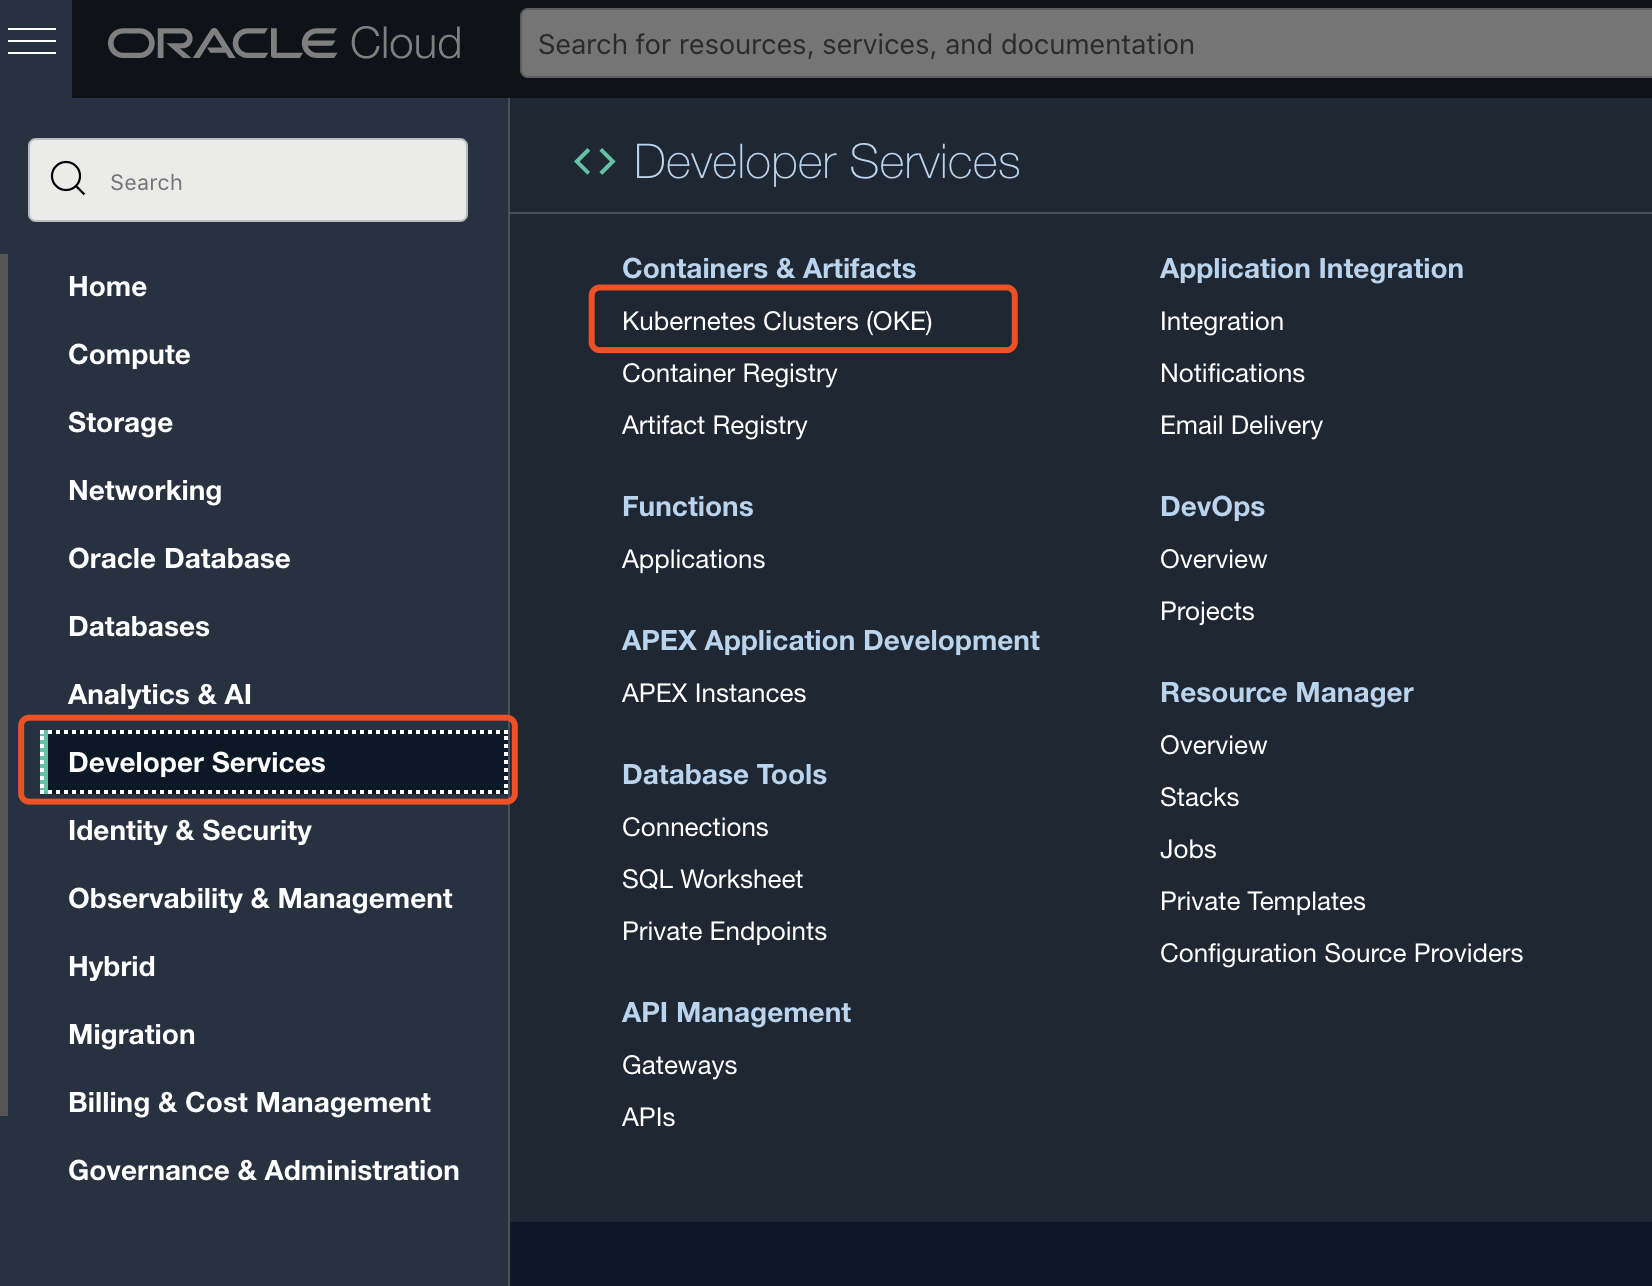 ORACLE Cloud
Search for resources, services, and documentation
Search
Home
Compute
Storage
Networking
Oracle Database
Databases
Analytics & AI
Developer Services
Identity & Security
Observability & Management
Hybrid
Migration
Billing & Cost Management
Governance & Administration
Developer Services
Containers & Artifacts
Kubernetes Clusters (OKE)
Container Registry
Artifact Registry
Functions
Applications
APEX Application Development
APEX Instances
Database Tools
Connections
SQL Worksheet
Private Endpoints
API Management
Gateways
APIs
Application Integration
Integration
Notifications
Email Delivery
DevOps
Overview
Projects
Resource Manager
Overview
Stacks
Jobs
Private Templates
Configuration Source Providers